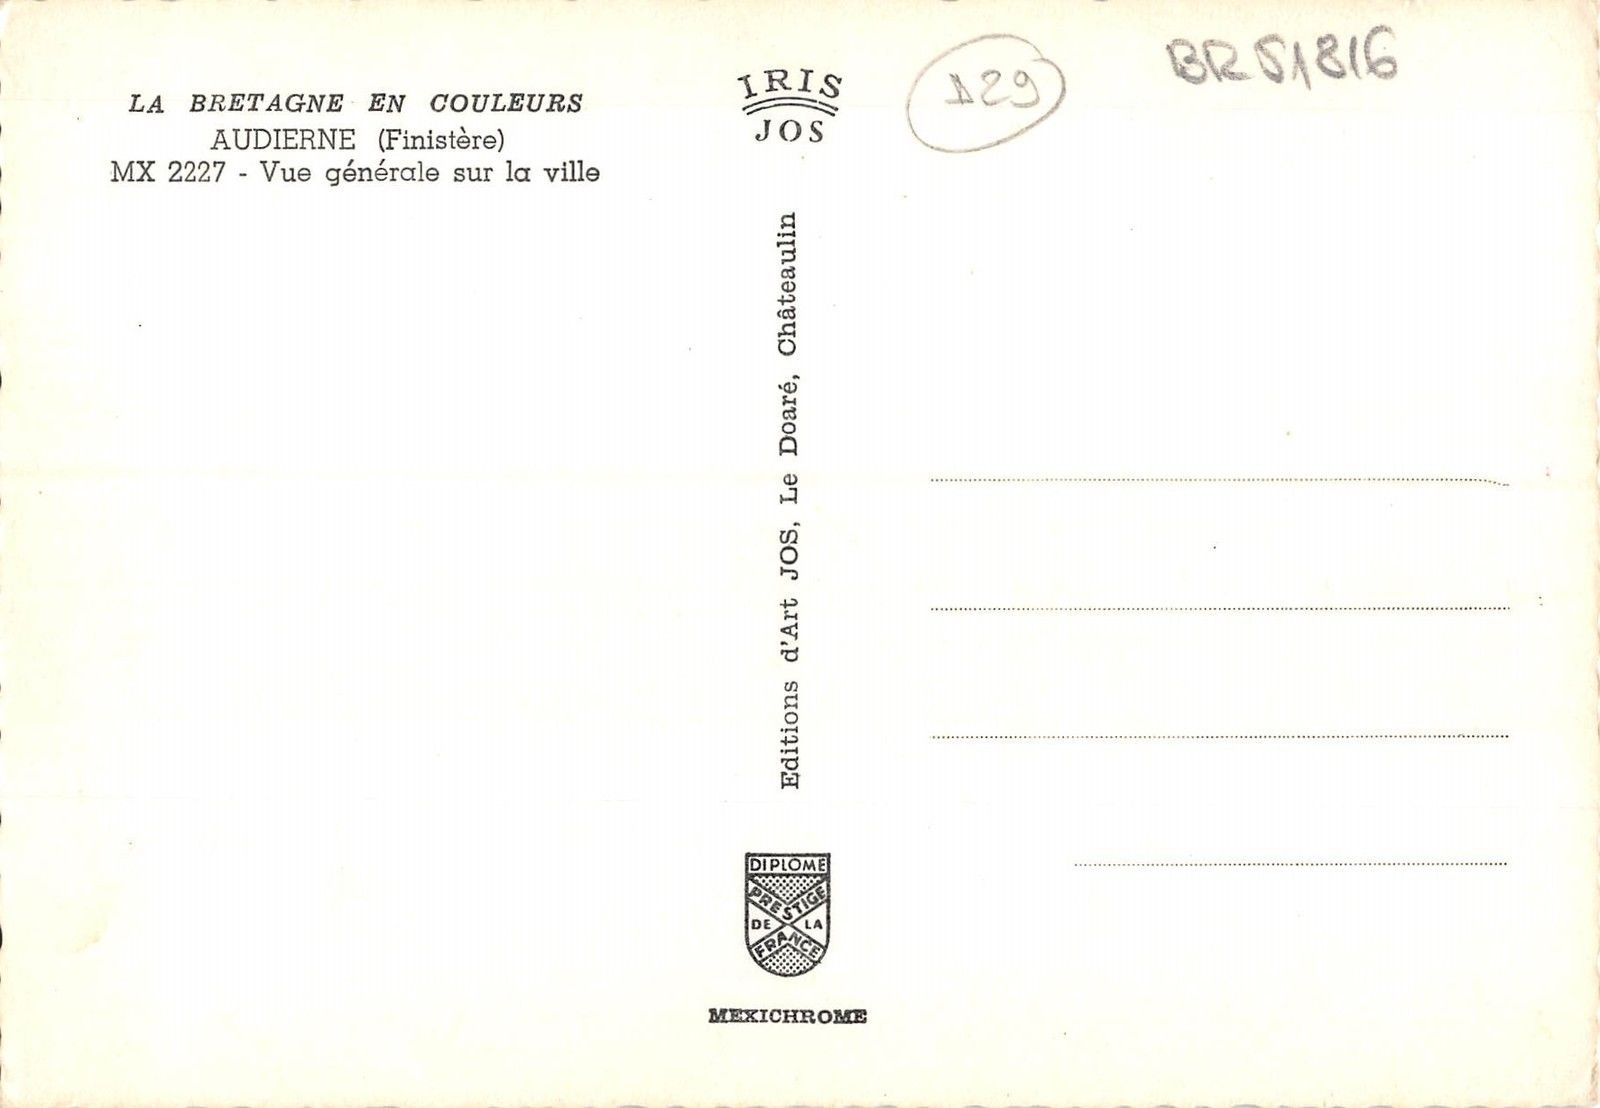 LA BRETAGNE EN COULEURS
AUDIERNE (Finistère)
MX 2227 - Vue générale sur la ville
IRIS
JOS
D29
BR51816
Editions d'Art JOS, Le Doaré, Châteaulin
DIPLOME
PRESTIGE
DE LA
FRANCE
MEXICHROME